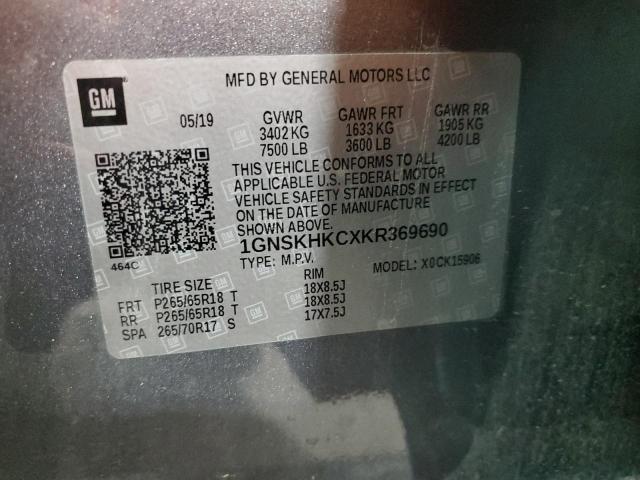 GM
MFD BY GENERAL MOTORS LLC
05/19 GVWR GAWR FRT GAWR RR
3402 KG 1633 KG 1905 KG
7500 LB 3600 LB 4200 LB
THIS VEHICLE CONFORMS TO ALL
APPLICABLE U.S. FEDERAL MOTOR
VEHICLE SAFETY STANDARDS IN EFFECT
ON THE DATE OF MANUFACTURE
SHOWN ABOVE.
1GNSKHKCXKR369690
464C TYPE: M.P.V. MODEL: X0CK15906
TIRE SIZE RIM
FRT P265/65R18 T 18X8.5J
RR P265/65R18 T 18X8.5J
SPA 265/70R17 S 17X7.5J